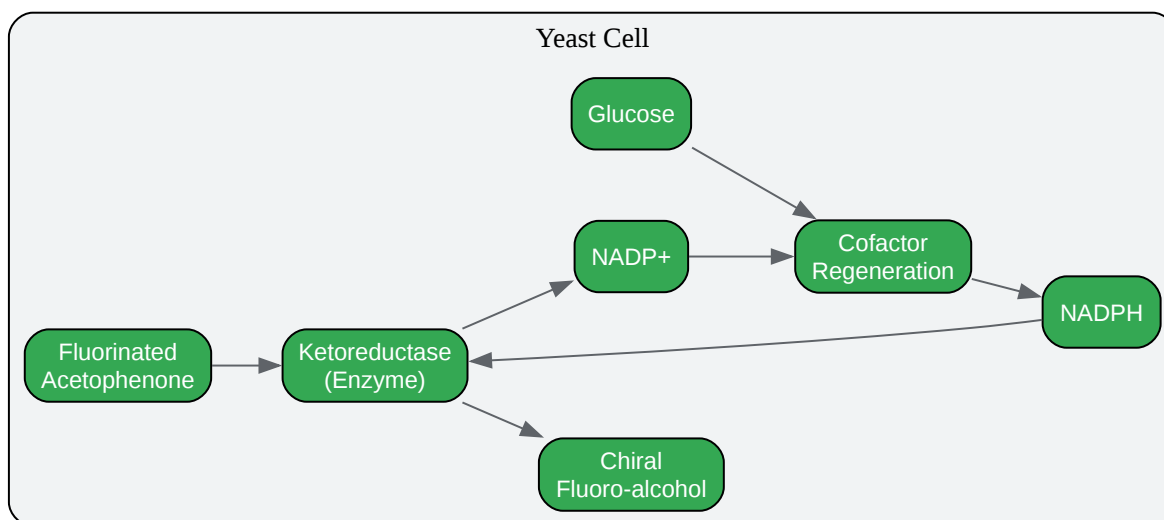 Yeast Cell
Glucose
NADP+
Cofactor
Regeneration
NADPH
Fluorinated
Acetophenone
Ketoreductase
(Enzyme)
Chiral
Fluoro-alcohol